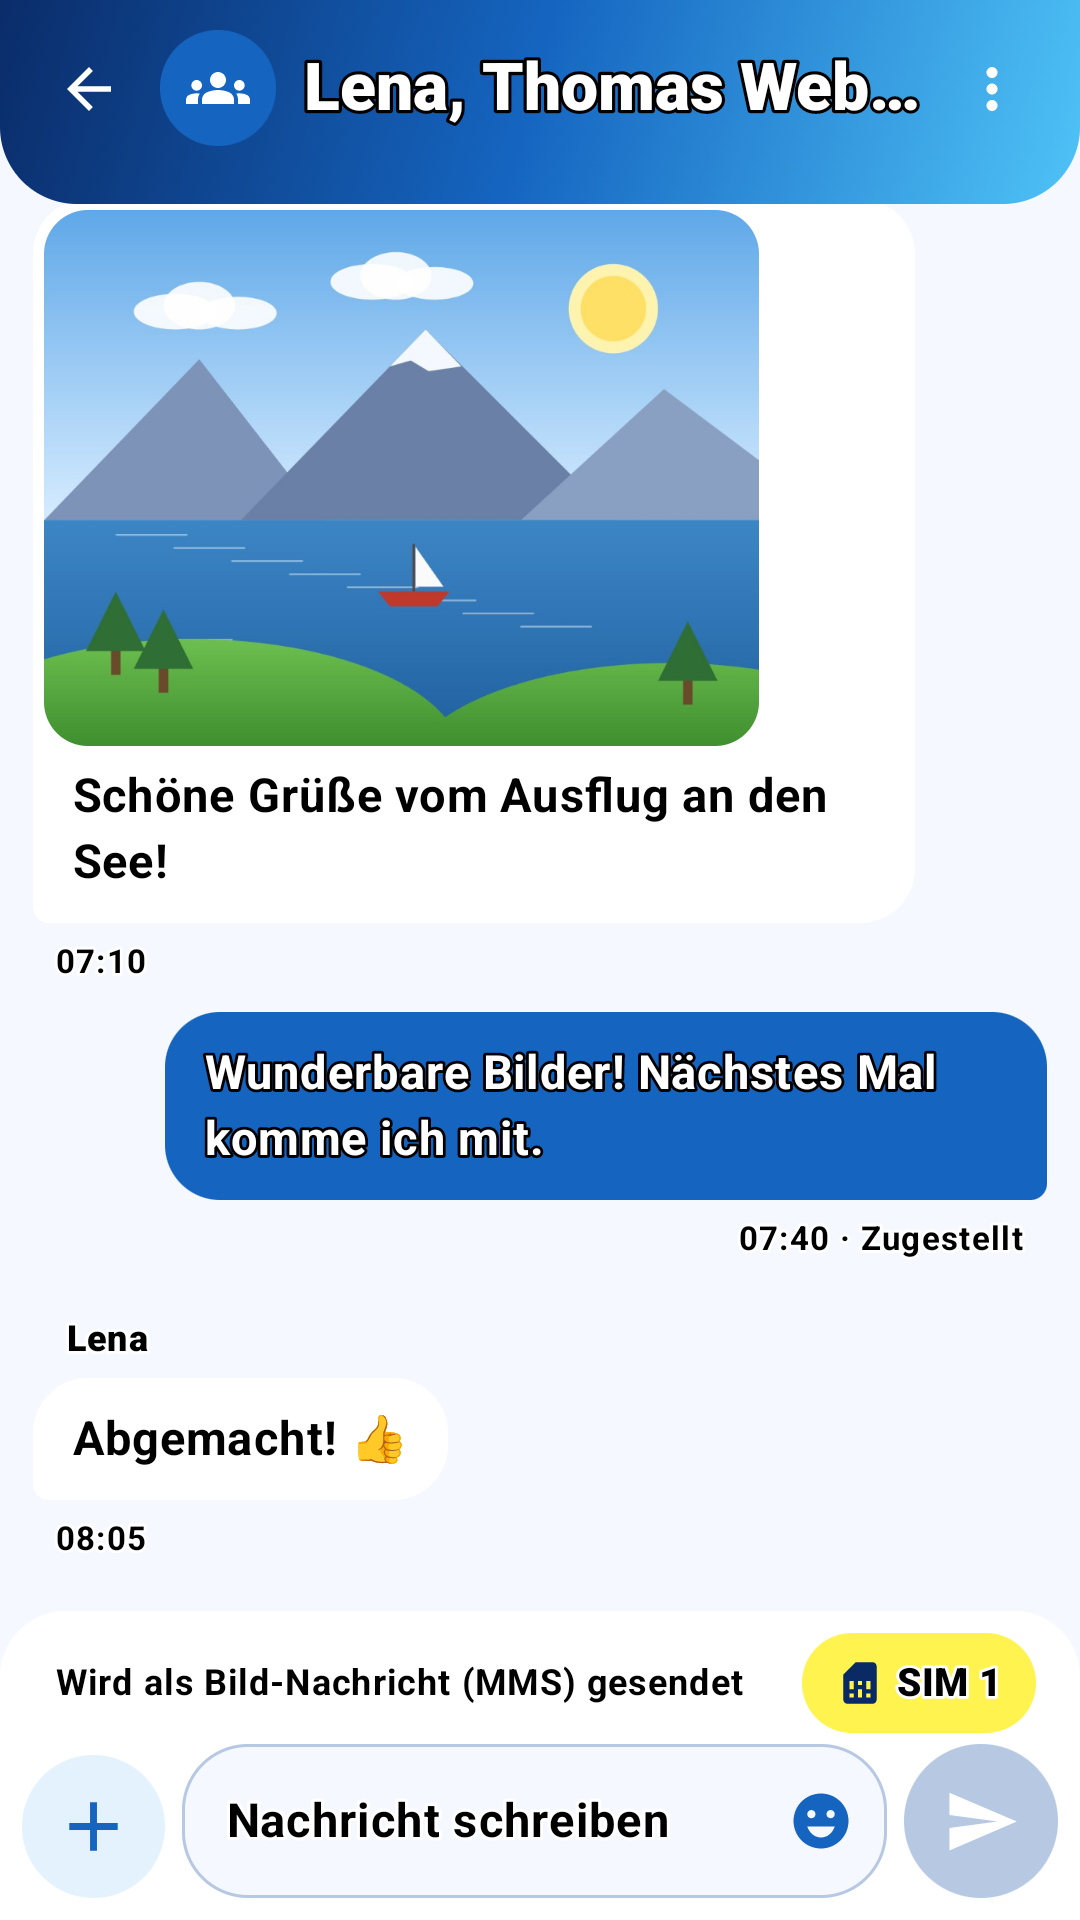 Lena, Thomas Web...
Schöne Grüße vom Ausflug an den
See!
07:10
Wunderbare Bilder! Nächstes Mal
komme ich mit.
07:40 · Zugestellt
Lena
Abgemacht! 👍
08:05
Wird als Bild-Nachricht (MMS) gesendet
SIM 1
Nachricht schreiben